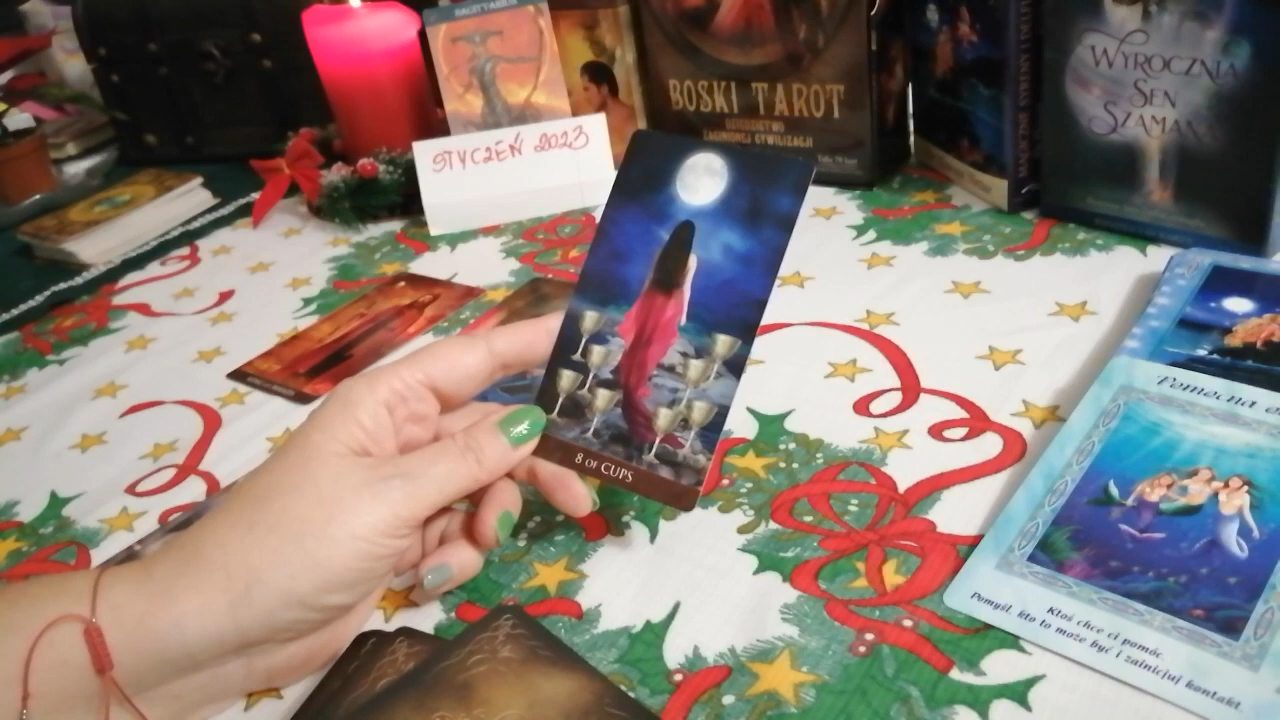 SAGITTARIUS
STYCZEŃ 2023
BOSKI TAROT
DZIEDZICTWO
ZAGINIONEJ CYWILIZACJI
WYROCZNIA
SEN
SZAMANA
8 OF CUPS
Pomocna
Ktoś chce ci pomóc.
Pomyśl, kto to może być i zainicjuj kontakt.